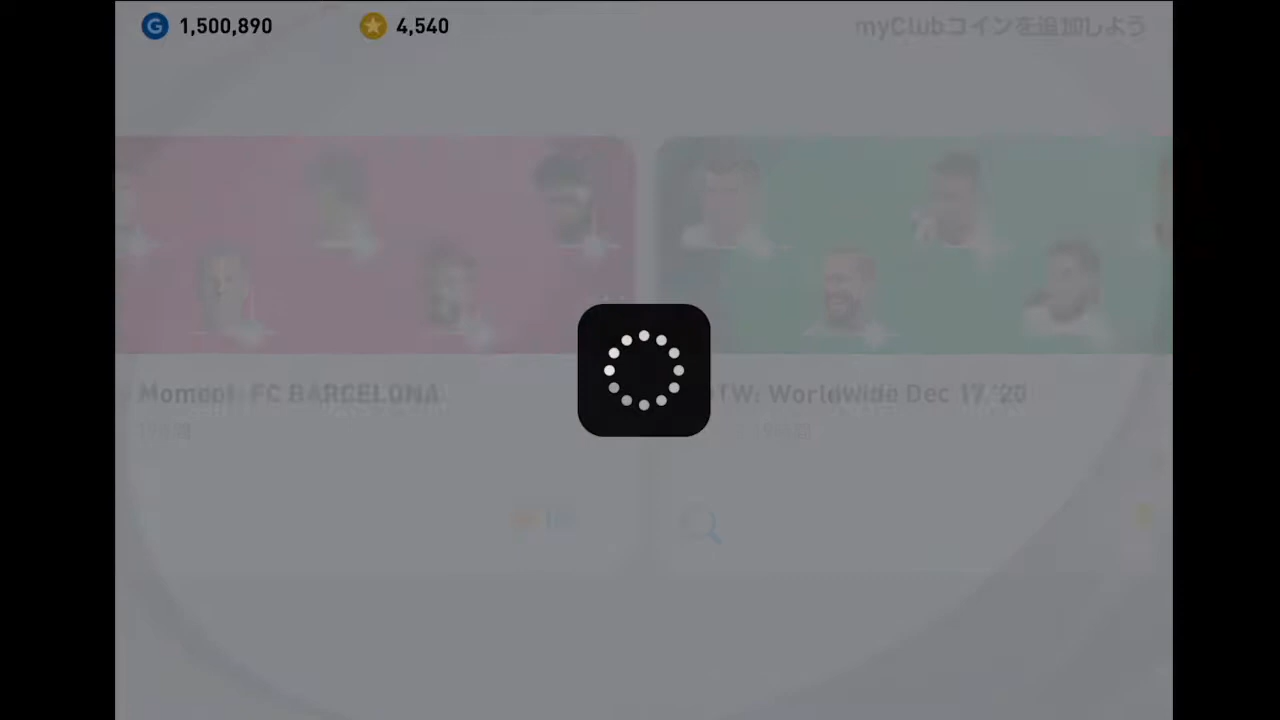 G 1,500,890
4,540
myClubコインを追加しよう
Moment: FC BARCELONA
TW: Worldwide Dec 17 '20